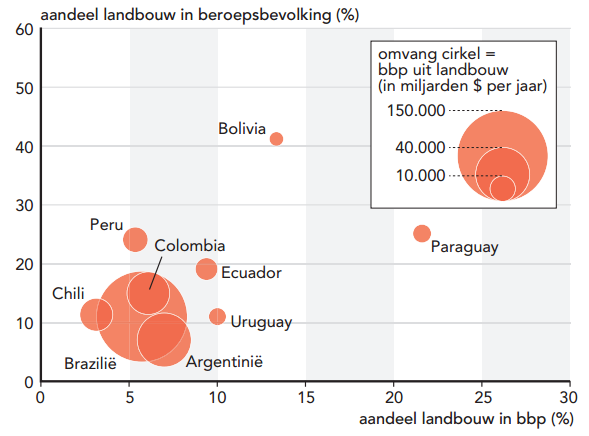 aandeel landbouw in beroepsbevolking (%)
60
50
40
30
20
10
0
omvang cirkel =
bbp uit landbouw
(in miljarden $ per jaar)
150.000
40.000
10.000
Bolivia
Peru
Colombia
Paraguay
Ecuador
Chili
Uruguay
Brazilië
Argentinië
0 5 10 15 20 25 30
aandeel landbouw in bbp (%)